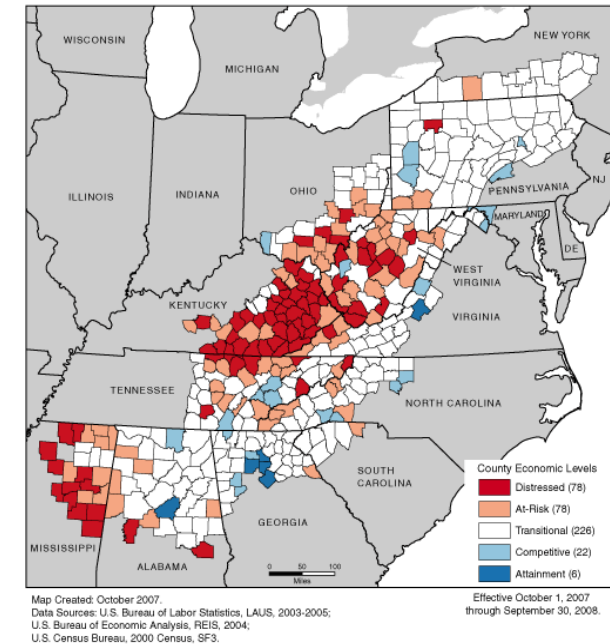 WISCONSIN
NEW YORK
MICHIGAN
ILLINOIS
INDIANA
OHIO
PENNSYLVANIA
NJ
MARYLAND
DE
WEST
VIRGINIA
KENTUCKY
VIRGINIA
TENNESSEE
NORTH CAROLINA
SOUTH
CAROLINA
GEORGIA
MISSISSIPPI
ALABAMA
County Economic Levels
Distressed (78)
At-Risk (78)
Transitional (226)
Competitive (22)
Attainment (6)
0 50 100
Miles
Map Created: October 2007.
Data Sources: U.S. Bureau of Labor Statistics, LAUS, 2003-2005;
U.S. Bureau of Economic Analysis, REIS, 2004;
U.S. Census Bureau, 2000 Census, SF3.
Effective October 1, 2007
through September 30, 2008.